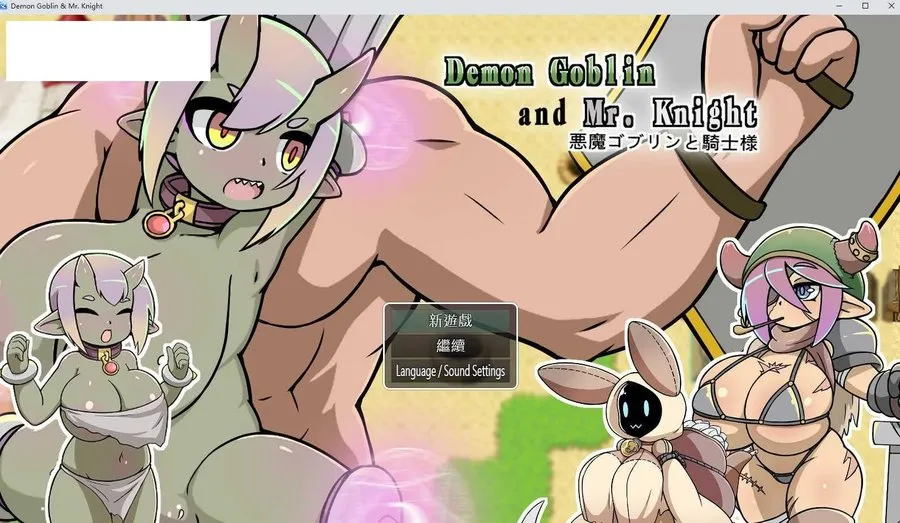 Demon Goblin & Mr. Knight
Demon Goblin
and Mr. Knight
悪魔ゴブリンと騎士様
新遊戲
繼續
Language / Sound Settings